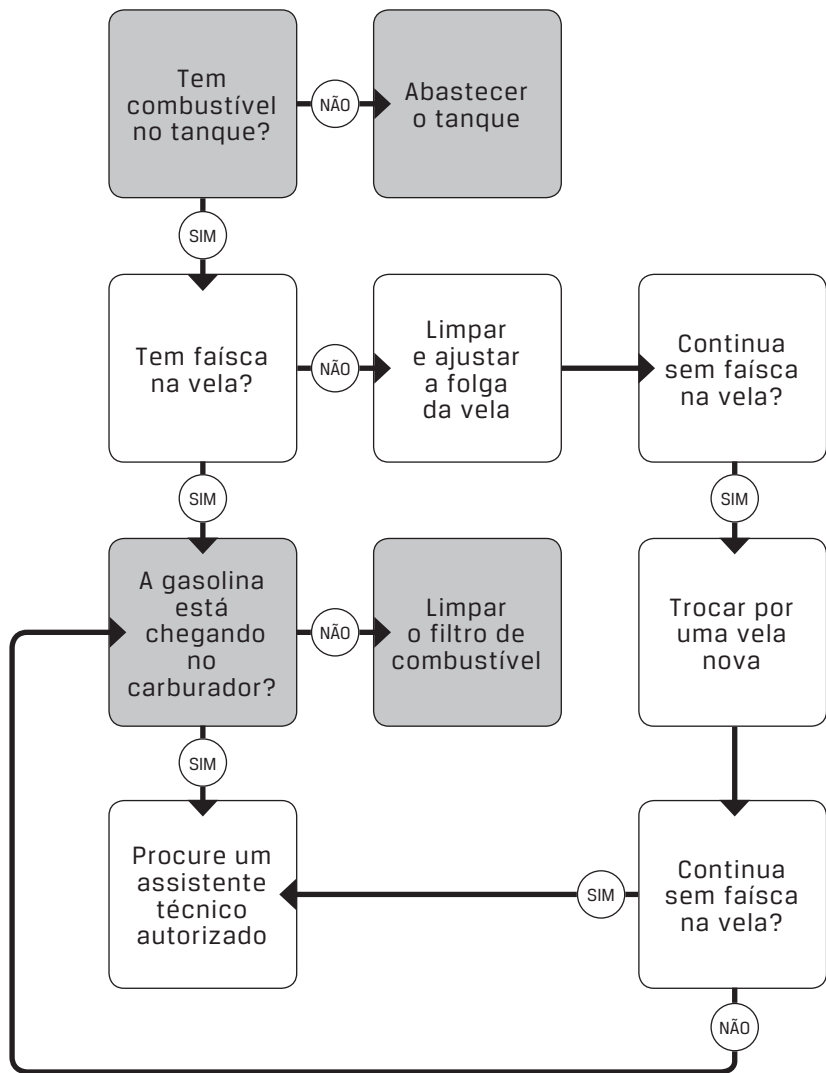 Tem
combustível
no tanque?
NÃO
Abastecer
o tanque
SIM
Tem faísca
na vela?
NÃO
Limpar
e ajustar
a folga
da vela
Continua
sem faísca
na vela?
SIM
SIM
A gasolina
está
chegando
no
carburador?
NÃO
Limpar
o filtro de
combustível
Trocar por
uma vela
nova
SIM
Procure um
assistente
técnico
autorizado
SIM
Continua
sem faísca
na vela?
NÃO